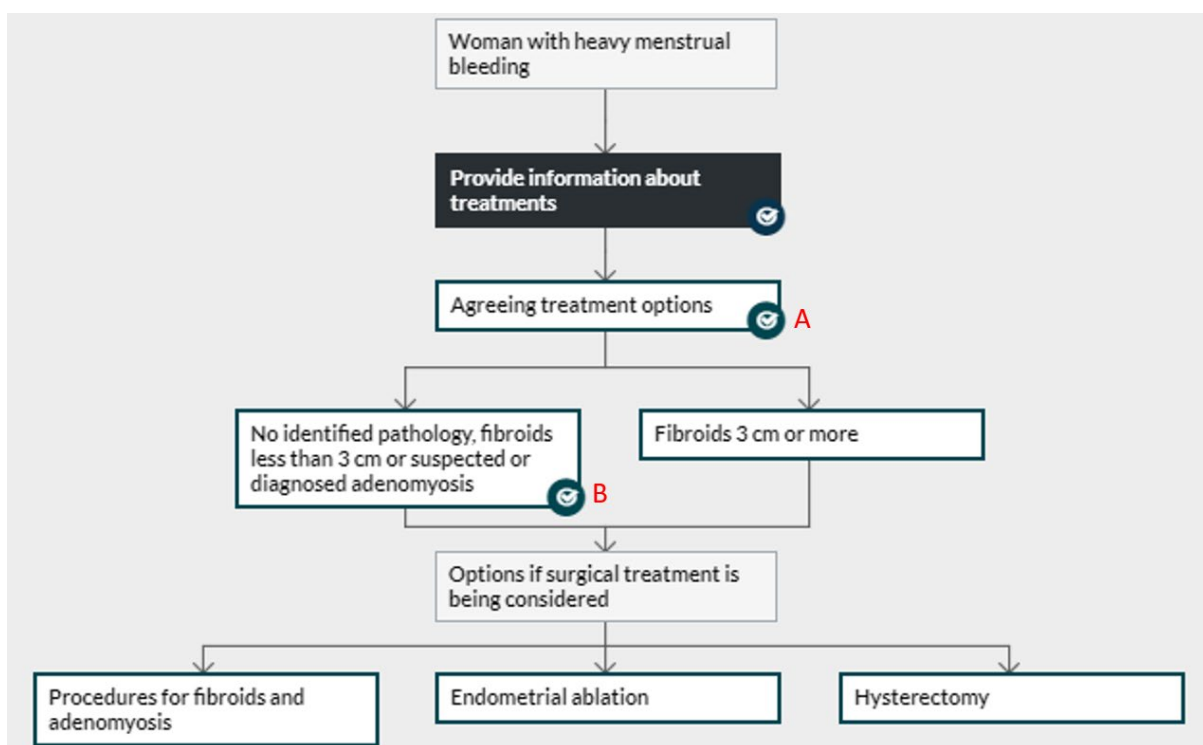 Woman with heavy menstrual
bleeding
Provide information about
treatments
Agreeing treatment options
A
No identified pathology, fibroids
less than 3 cm or suspected or
diagnosed adenomyosis
B
Fibroids 3 cm or more
Options if surgical treatment is
being considered
Procedures for fibroids and
adenomyosis
Endometrial ablation
Hysterectomy